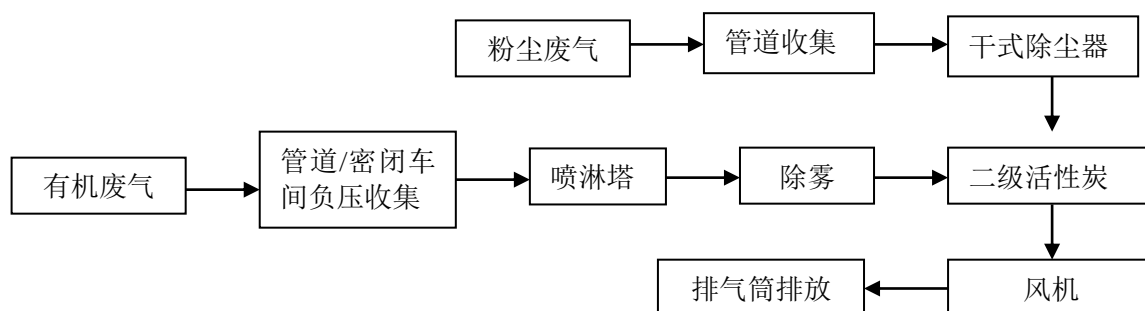 粉尘废气
管道收集
干式除尘器
有机废气
管道/密闭车
间负压收集
喷淋塔
除雾
二级活性炭
排气筒排放
风机